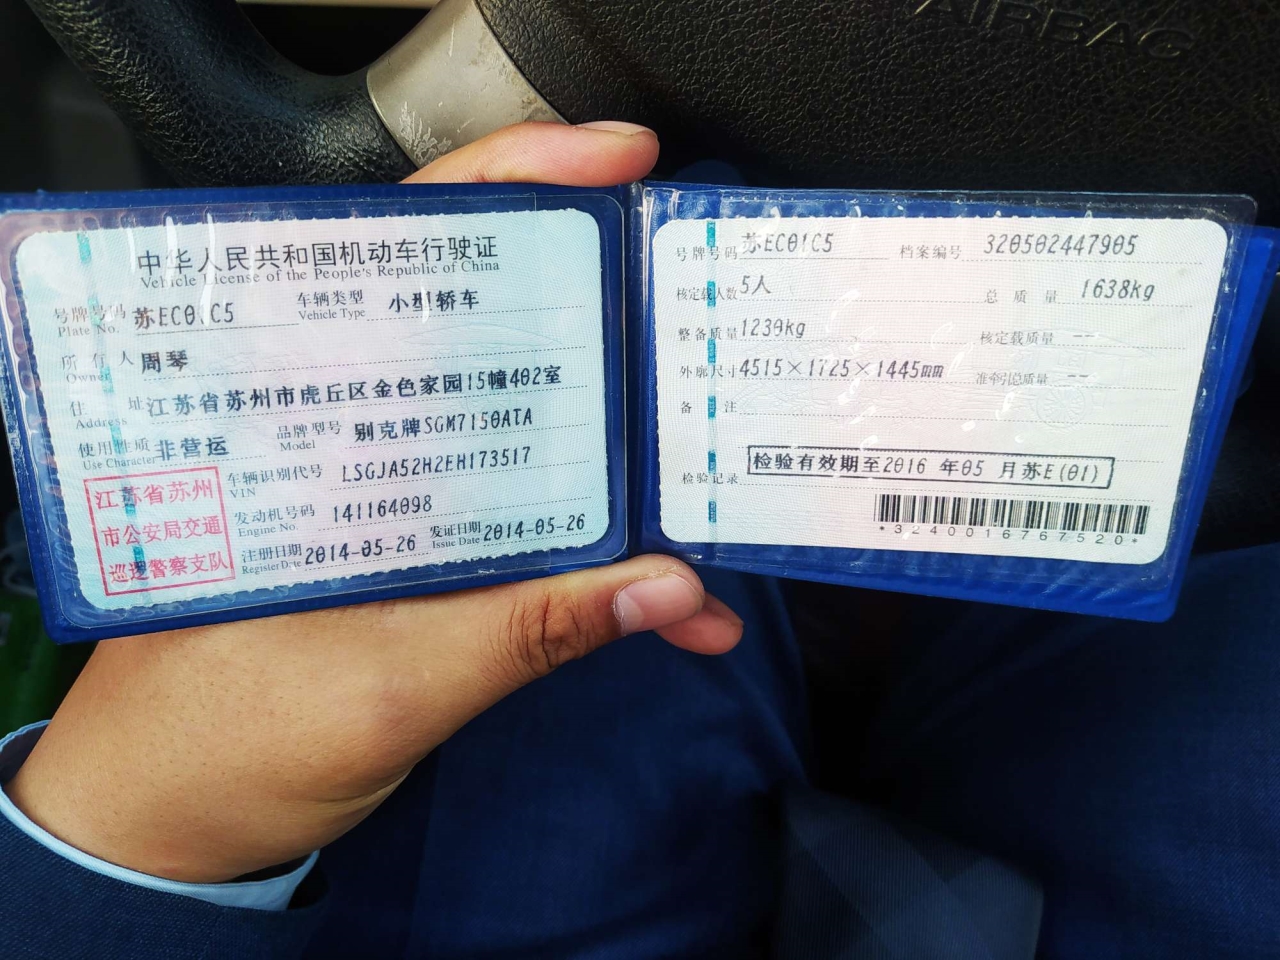 AIRBAG
中华人民共和国机动车行驶证
Vehicle License of the People's Republic of China
号牌号码 苏EC01C5 车辆类型 小型轿车
Plate No. Vehicle Type
所有人 周琴
Owner
住址 江苏省苏州市虎丘区金色家园15幢402室
Address
使用性质 非营运 品牌型号 别克牌SGM7150ATA
Use Character Model
车辆识别代号 LSGJA52H2EH173517
VIN
发动机号码 141164098
Engine No.
注册日期 2014-05-26 发证日期 2014-05-26
Register Date Issue Date
江苏省苏州
市公安局交通
巡逻警察支队
号牌号码 苏EC01C5 档案编号 320502447905
核定载人数 5人 总质量 1638kg
整备质量 1230kg 核定载质量 --
外廓尺寸 4515×1725×1445mm 准牵引总质量 --
备注
检验记录 检验有效期至2016 年05 月苏E(01)
*3240016767520*